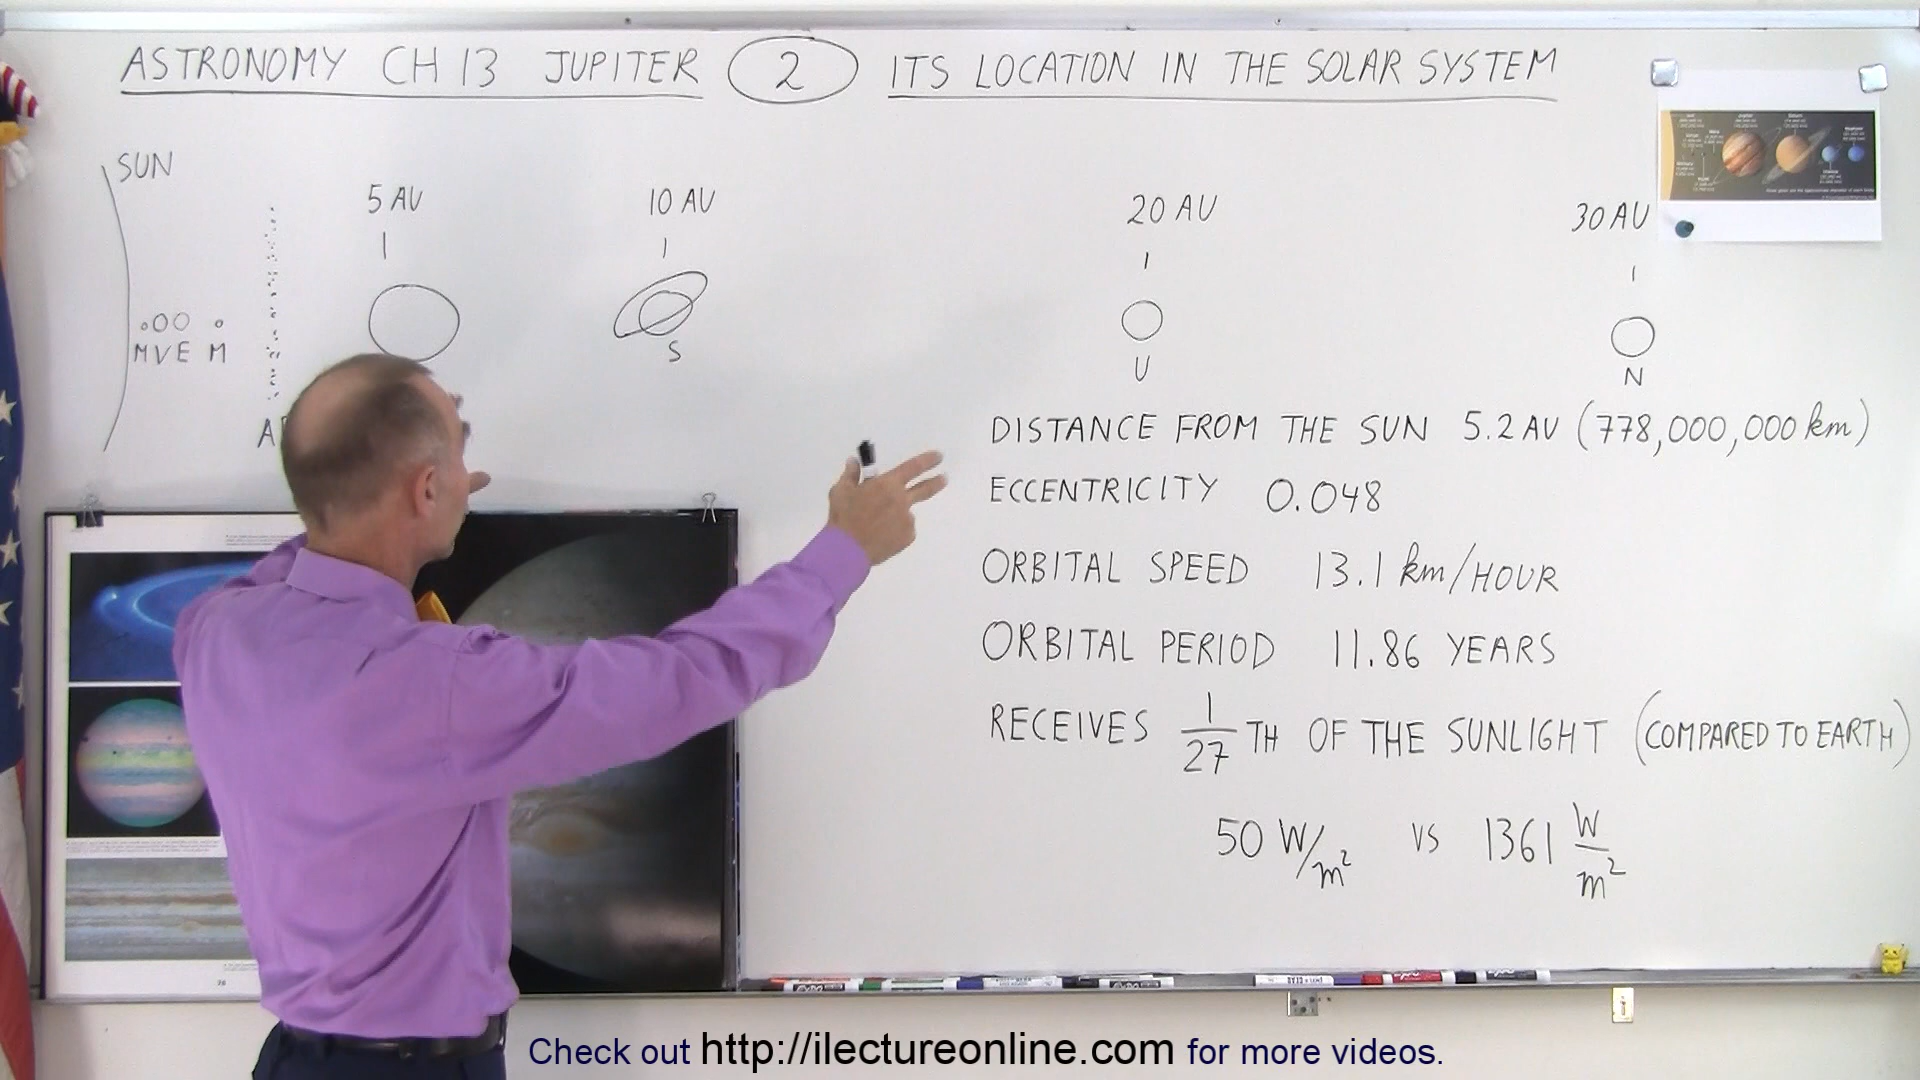 ASTRONOMY CH 13 JUPITER 2 ITS LOCATION IN THE SOLAR SYSTEM
SUN
5 AU
10 AU
20 AU
30 AU
M V E M
S
U
N
DISTANCE FROM THE SUN 5.2 AU (778,000,000 km)
ECCENTRICITY 0.048
ORBITAL SPEED 13.1 km/HOUR
ORBITAL PERIOD 11.86 YEARS
RECEIVES 1/27 TH OF THE SUNLIGHT (COMPARED TO EARTH)
50 W/m² VS 1361 W/m²
Check out http://ilectureonline.com for more videos.